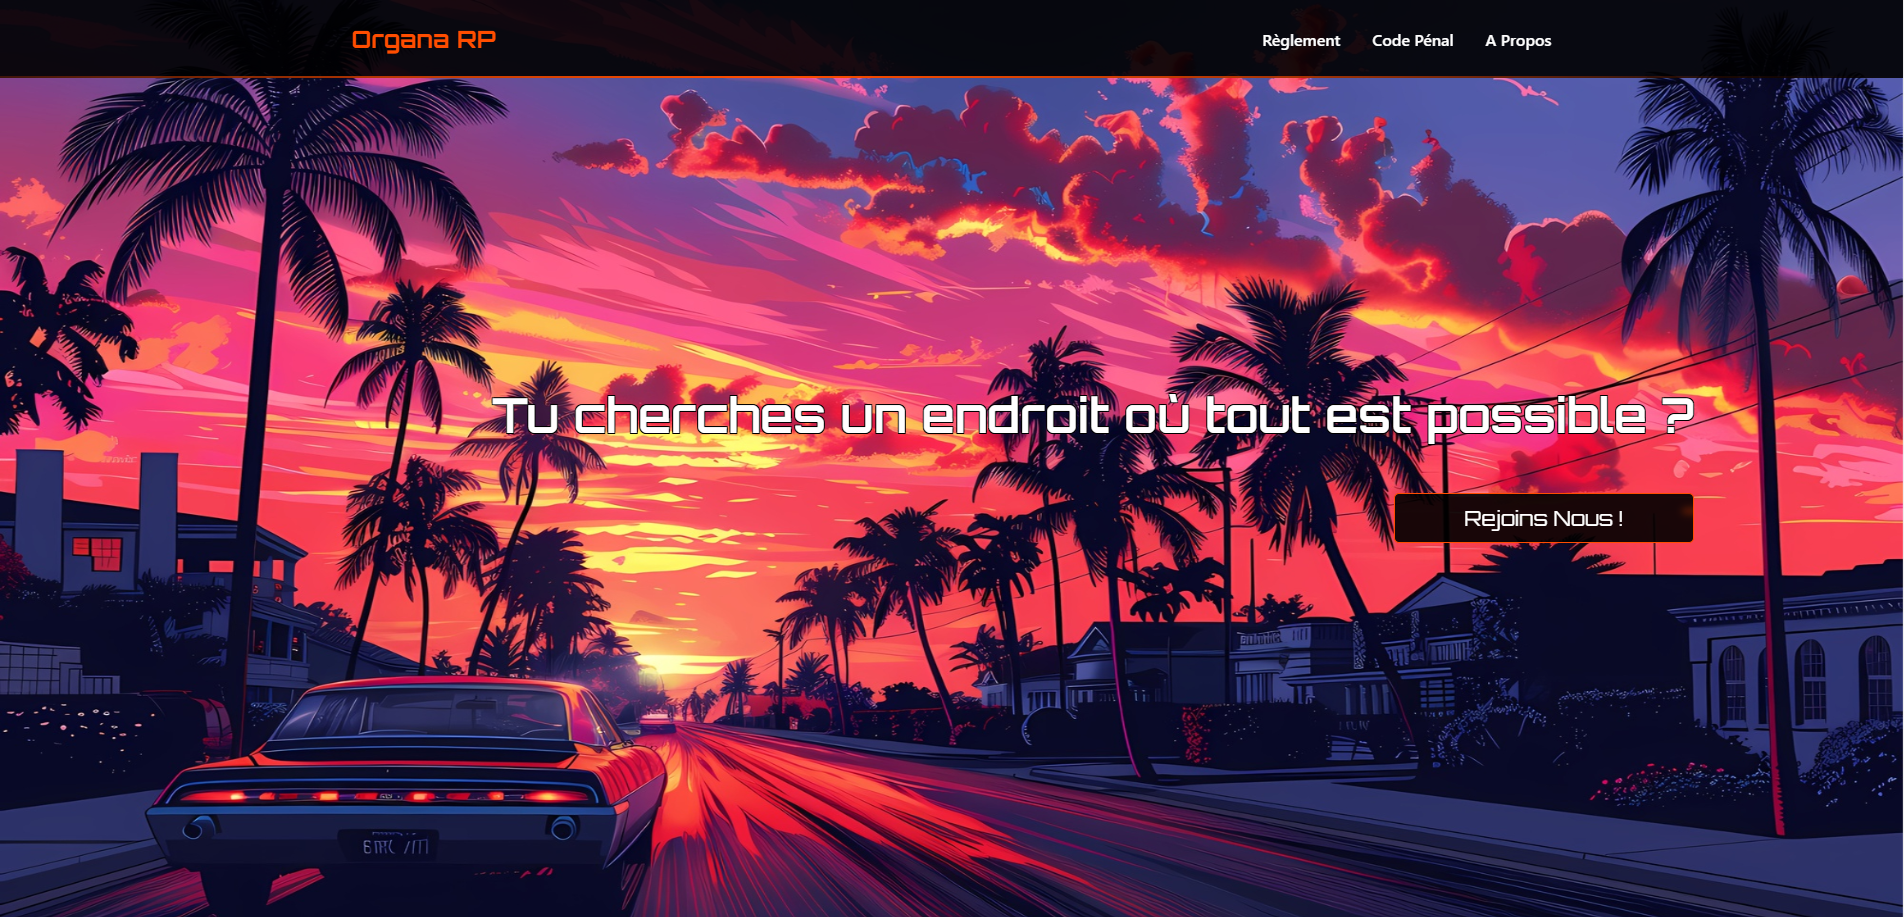 Organa RP
Règlement Code Pénal A Propos
Tu cherches un endroit où tout est possible ?
Rejoins Nous !